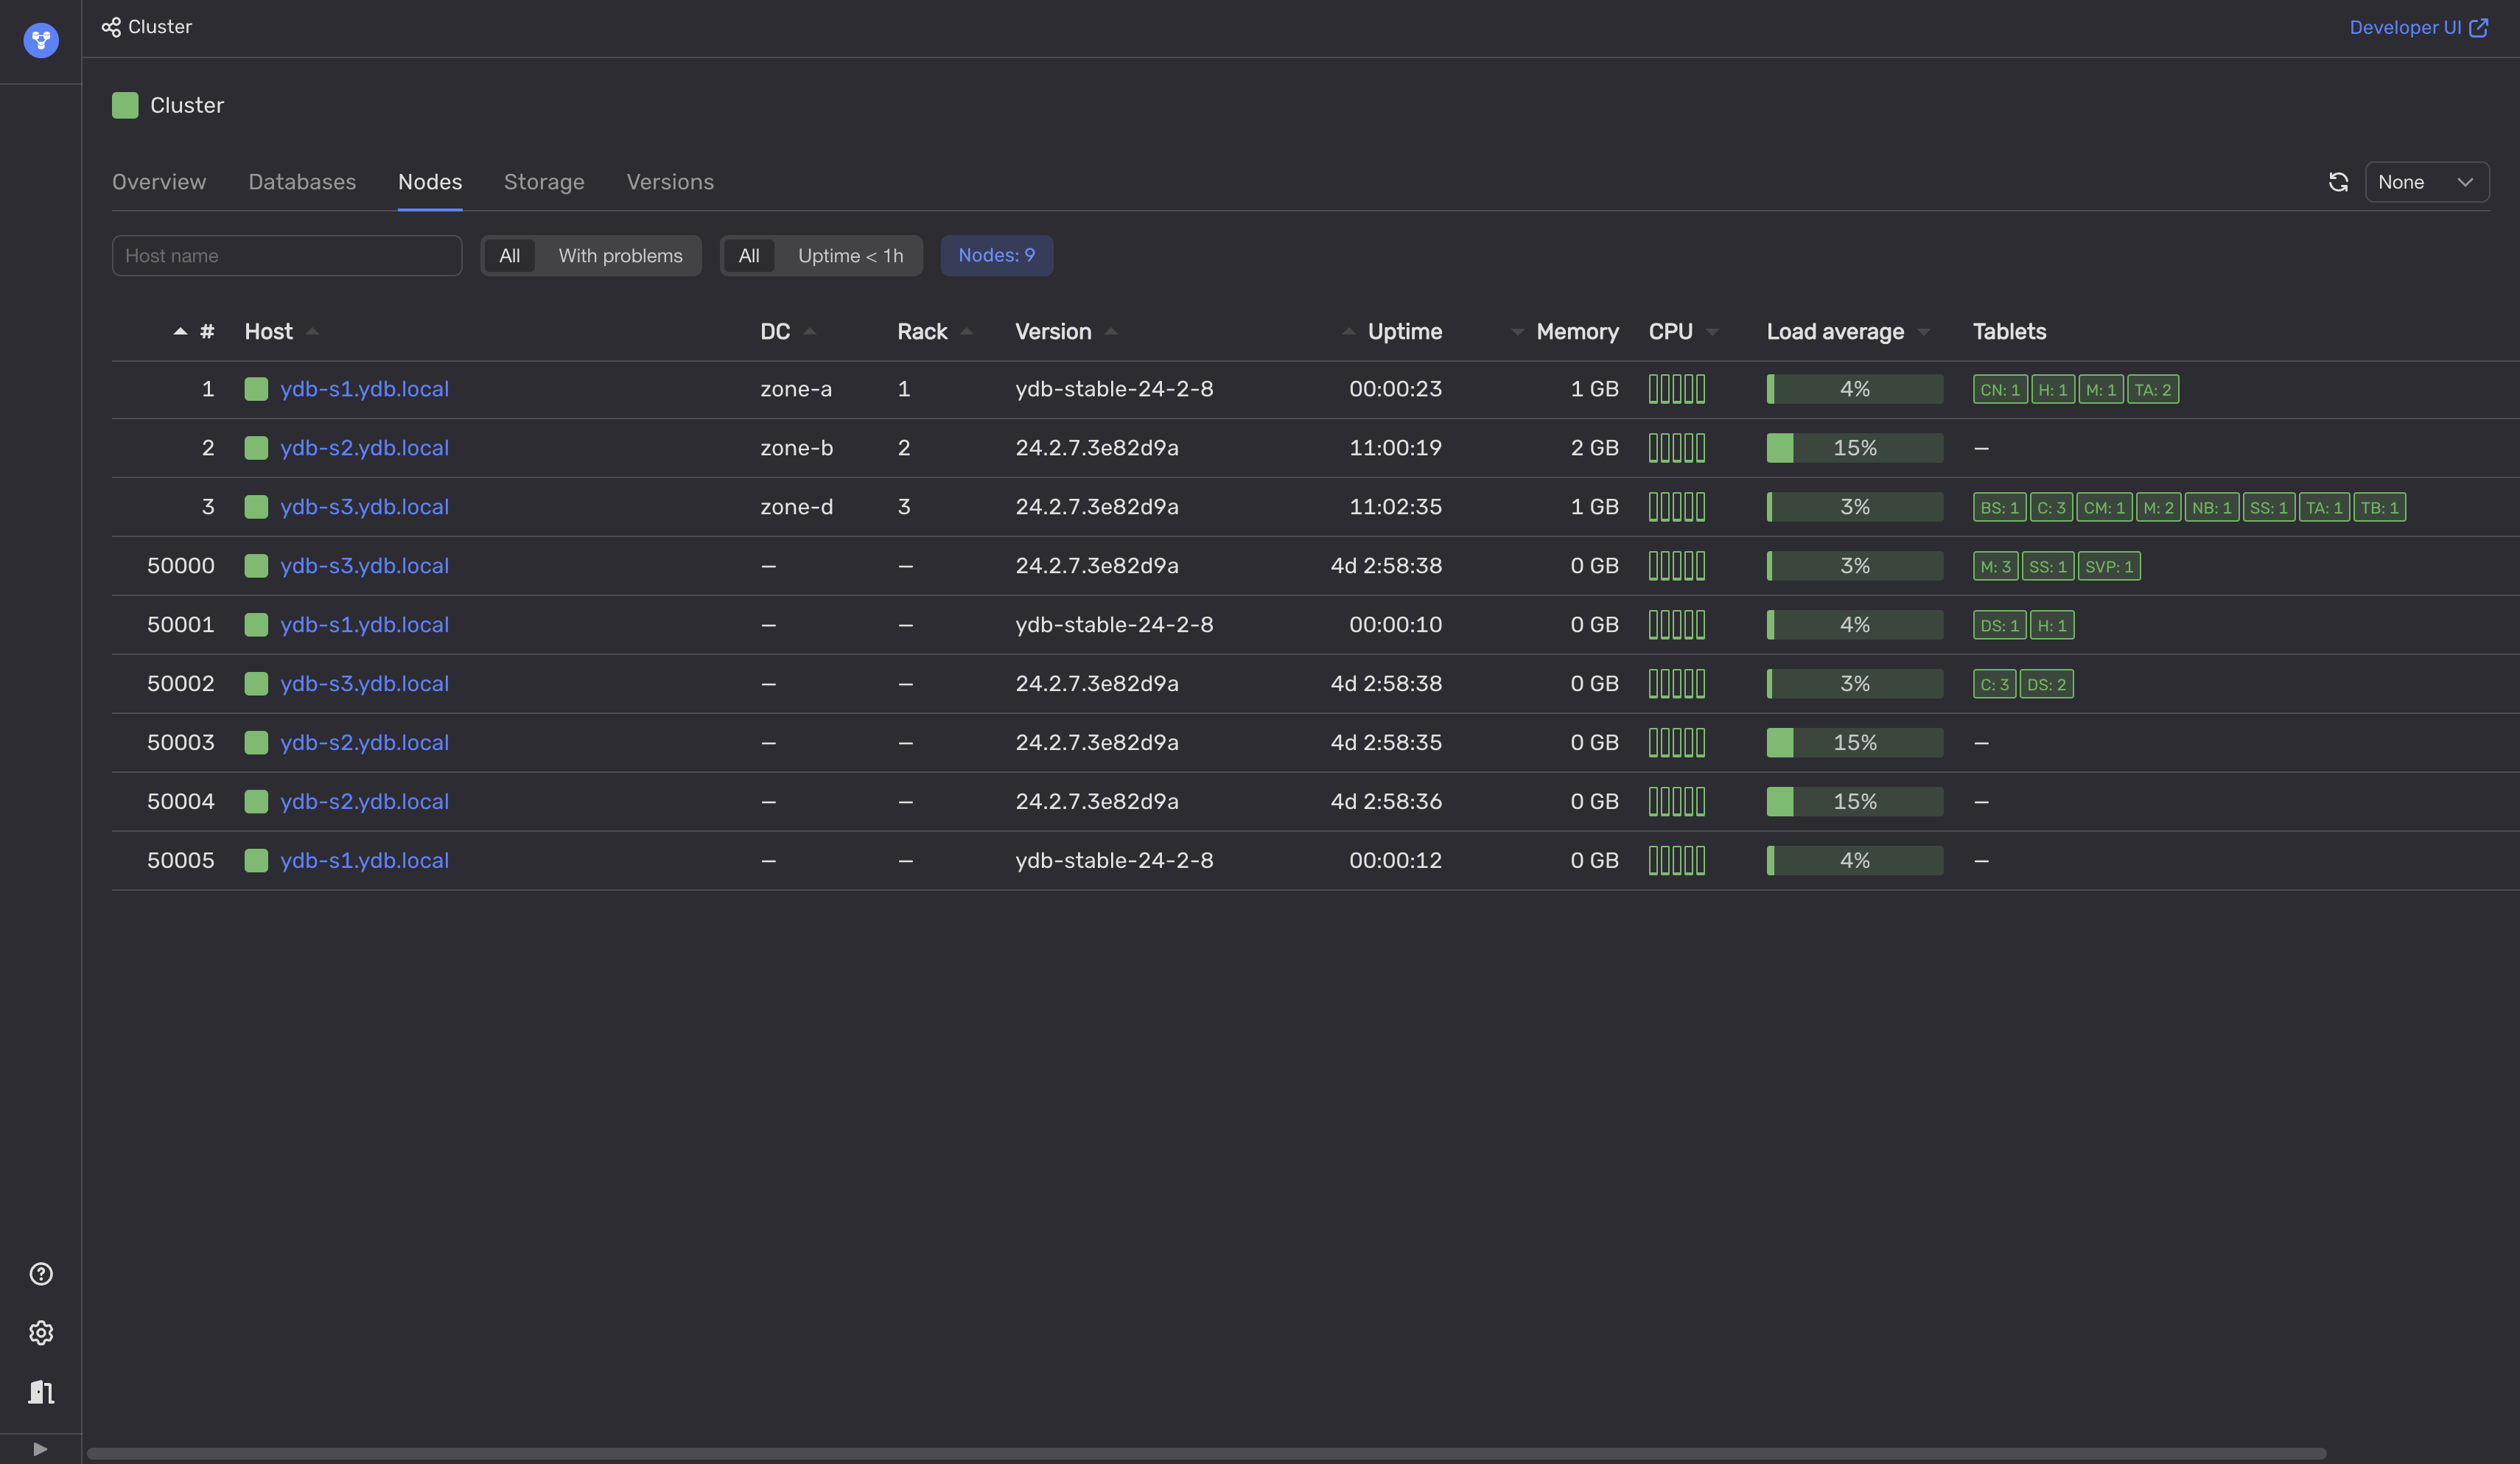 Cluster Developer UI
Cluster
Overview Databases Nodes Storage Versions None
Host name All With problems All Uptime < 1h Nodes: 9
# Host DC Rack Version Uptime Memory CPU Load average Tablets
1 ydb-s1.ydb.local zone-a 1 ydb-stable-24-2-8 00:00:23 1 GB 4% CN: 1 H: 1 M: 1 TA: 2
2 ydb-s2.ydb.local zone-b 2 24.2.7.3e82d9a 11:00:19 2 GB 15% —
3 ydb-s3.ydb.local zone-d 3 24.2.7.3e82d9a 11:02:35 1 GB 3% BS: 1 C: 3 CM: 1 M: 2 NB: 1 SS: 1 TA: 1 TB: 1
50000 ydb-s3.ydb.local — — 24.2.7.3e82d9a 4d 2:58:38 0 GB 3% M: 3 SS: 1 SVP: 1
50001 ydb-s1.ydb.local — — ydb-stable-24-2-8 00:00:10 0 GB 4% DS: 1 H: 1
50002 ydb-s3.ydb.local — — 24.2.7.3e82d9a 4d 2:58:38 0 GB 3% C: 3 DS: 2
50003 ydb-s2.ydb.local — — 24.2.7.3e82d9a 4d 2:58:35 0 GB 15% —
50004 ydb-s2.ydb.local — — 24.2.7.3e82d9a 4d 2:58:36 0 GB 15% —
50005 ydb-s1.ydb.local — — ydb-stable-24-2-8 00:00:12 0 GB 4% —